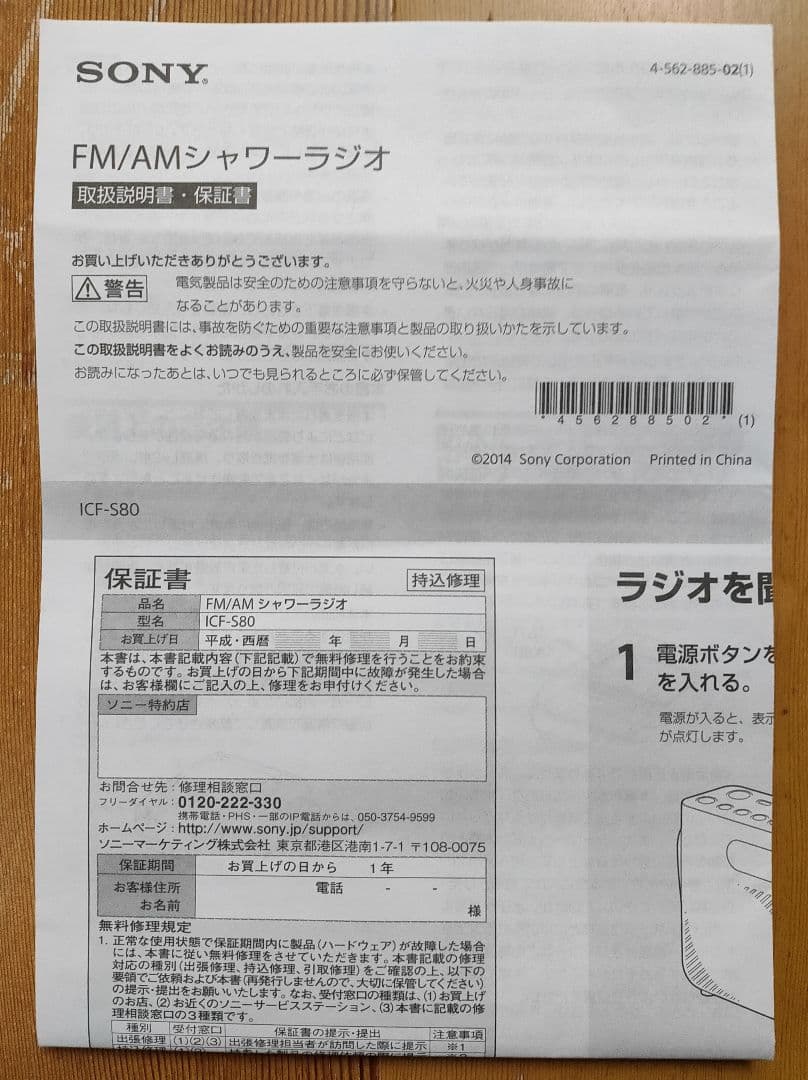 SONY®
4-562-885-02(1)
FM/AMシャワーラジオ
取扱説明書・保証書
お買い上げいただきありがとうございます。
警告
電気製品は安全のための注意事項を守らないと、火災や人身事故に
なることがあります。
この取扱説明書には、事故を防ぐための重要な注意事項と製品の取り扱いかたを示しています。
この取扱説明書をよくお読みのうえ、製品を安全にお使いください。
お読みになったあとは、いつでも見られるところに必ず保管してください。
*456288502* (1)
©2014 Sony Corporation Printed in China
ICF-S80
保証書
持込修理
品名 FM/AM シャワーラジオ
型名 ICF-S80
お買上げ日 平成・西暦 年 月 日
本書は、本書記載内容(下記記載)で無料修理を行うことをお約束
するものです。お買上げの日から下記期間中に故障が発生した場合
は、お客様欄にご記入の上、修理をお申付けください。
ソニー特約店
お問合せ先:修理相談窓口
フリーダイヤル:0120-222-330
携帯電話・PHS・一部のIP電話からは、050-3754-9599
ホームページ:http://www.sony.jp/support/
ソニーマーケティング株式会社 東京都港区港南1-7-1 〒108-0075
保証期間 お買上げの日から 1年
お客様住所 電話 - -
お名前 様
無料修理規定
1. 正常な使用状態で保証期間内に製品(ハードウェア)が故障した場合
には、本書に従い無料修理をさせていただきます。本書記載の修理
対応の種別(出張修理、持込修理、引取修理)をご確認の上、以下の
要領でご依頼および本書(再発行しませんので、大切に保管してください)
の提示・提出をお願いいたします。なお、受付窓口の種類は、(1)お買上げ
のお店、(2)お近くのソニーサービスステーション、(3)本書に記載の修
理相談窓口の3種類です。
種別 受付窓口 保証書の提示・提出 注意事項
出張修理 (1)(2)(3) 出張修理担当者が訪問した際に提示 ※1
ラジオを聞
1 電源ボタンを
を入れる。
電源が入ると、表示
が点灯します。